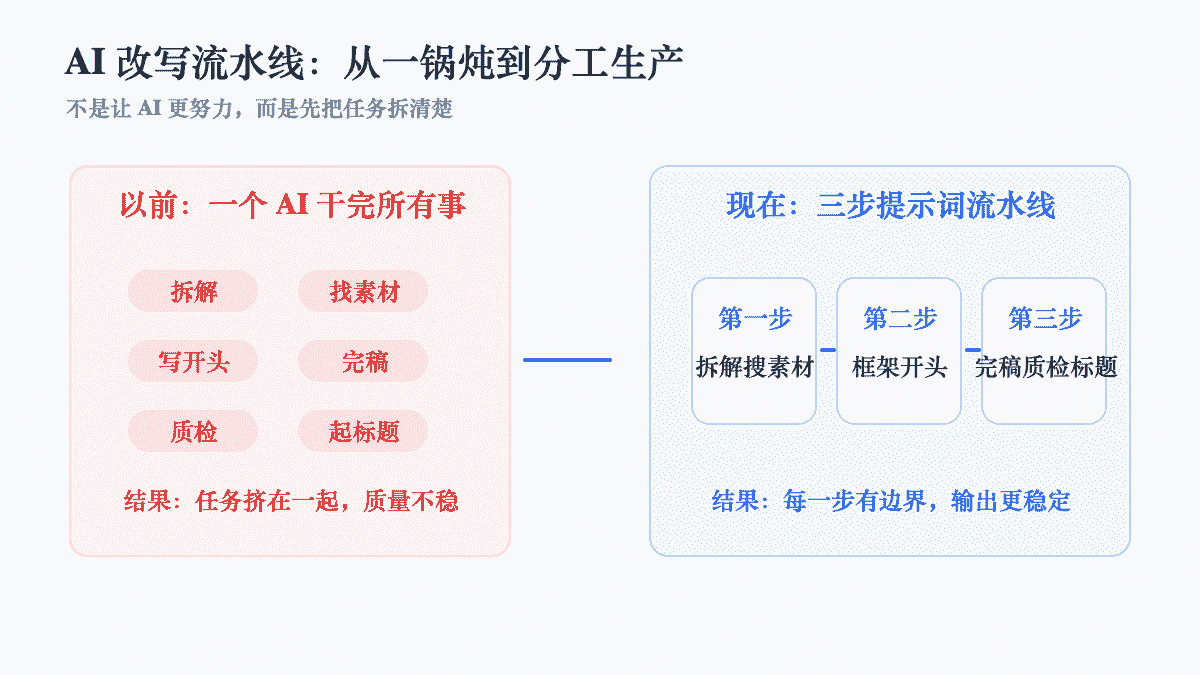 AI 改写流水线：从一锅炖到分工生产
不是让 AI 更努力，而是先把任务拆清楚
以前：一个 AI 干完所有事
拆解
找素材
写开头
完稿
质检
起标题
结果：任务挤在一起，质量不稳
现在：三步提示词流水线
第一步
拆解搜素材
第二步
框架开头
第三步
完稿质检标题
结果：每一步有边界，输出更稳定